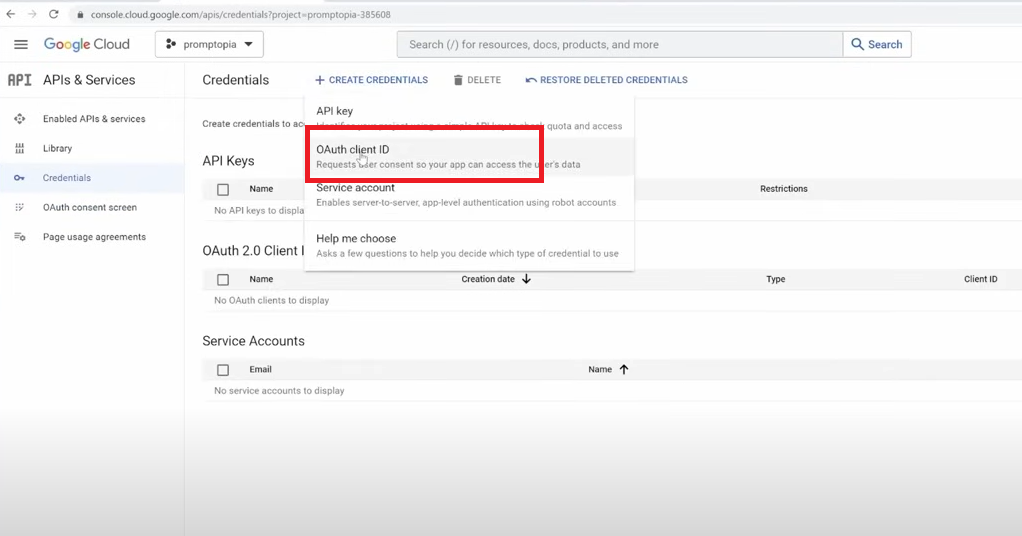 console.cloud.google.com/apis/credentials?project=promptopia-385608
Google Cloud
promptopia
Search (/) for resources, docs, products, and more
Search
API APIs & Services
Credentials
+ CREATE CREDENTIALS
DELETE
RESTORE DELETED CREDENTIALS
Enabled APIs & services
Library
Credentials
OAuth consent screen
Page usage agreements
Create credentials to
API key
Identifies your project using a simple API key to check quota and access
OAuth client ID
Requests user consent so your app can access the user's data
Service account
Enables server-to-server, app-level authentication using robot accounts
Help me choose
Asks a few questions to help you decide which type of credential to use
API Keys
Name
Restrictions
No API keys to
OAuth 2.0 Client
Name
Creation date
Type
Client ID
No OAuth clients to display
Service Accounts
Email
Name
No service accounts to display